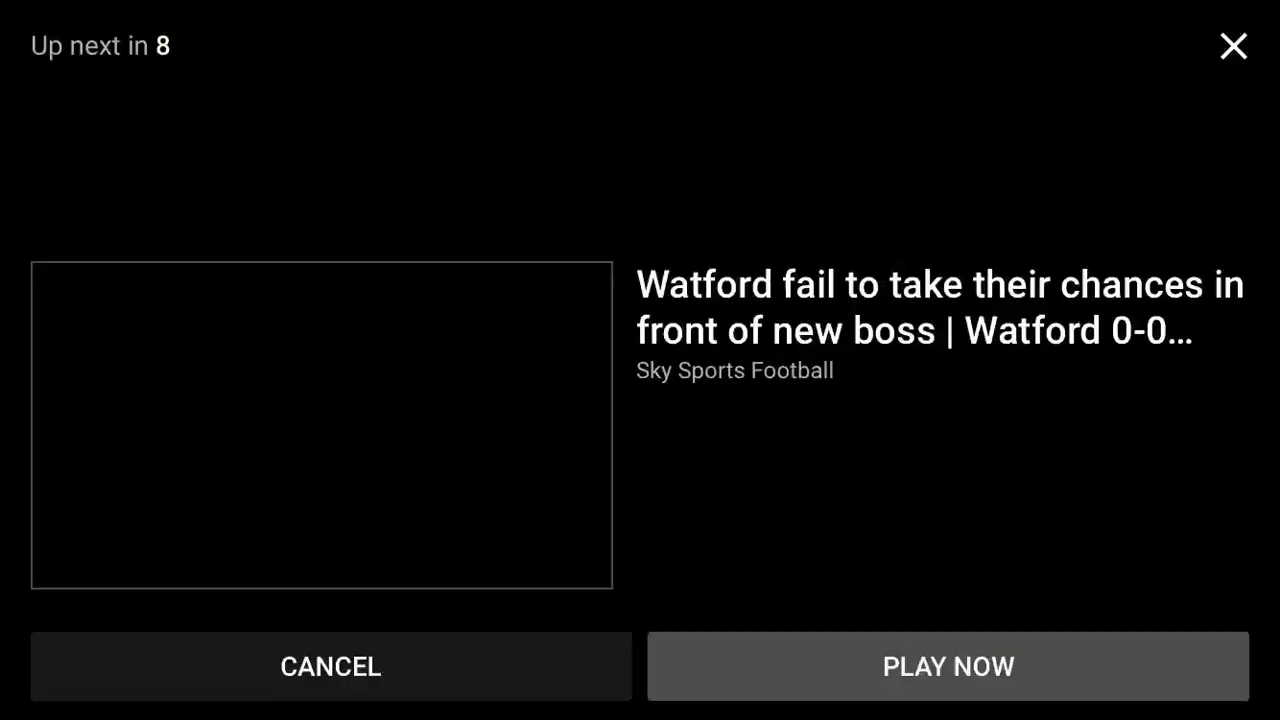 Up next in 8
Watford fail to take their chances in
front of new boss | Watford 0-0...
Sky Sports Football
CANCEL
PLAY NOW